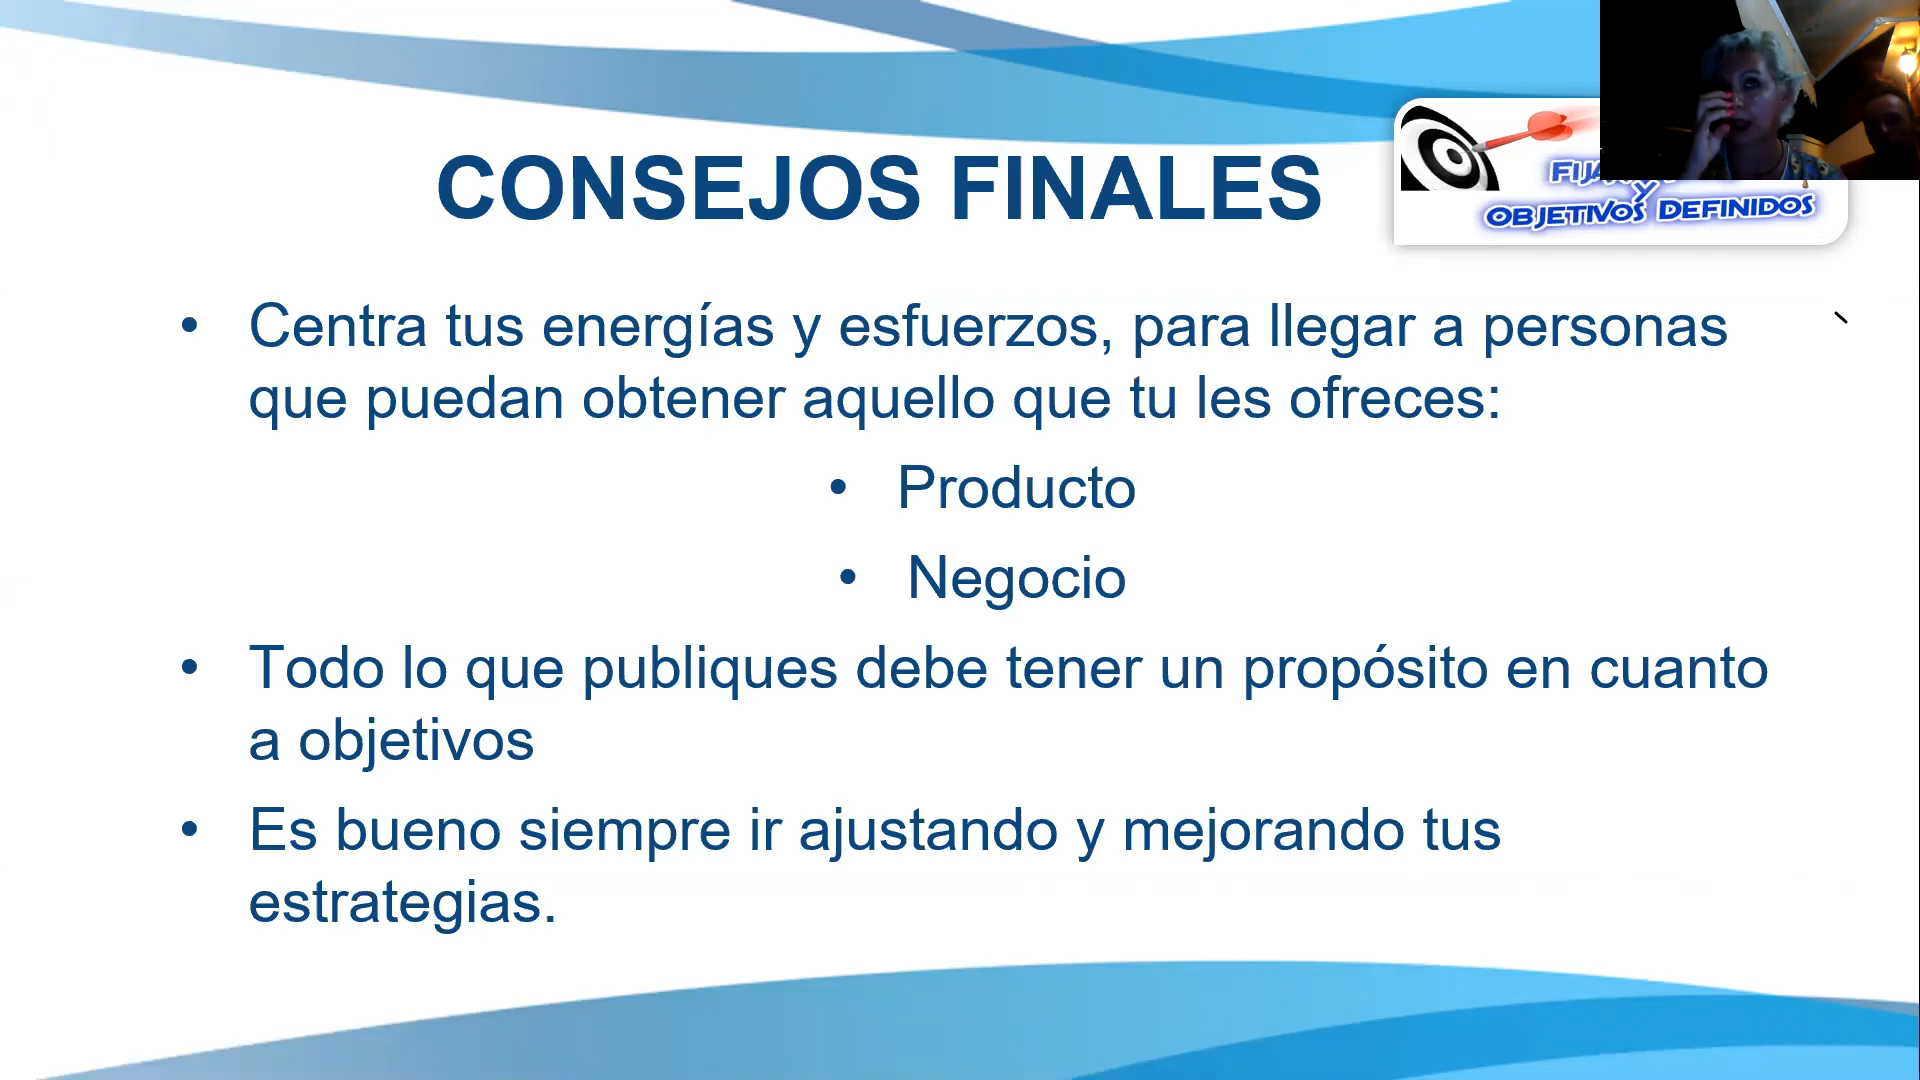 CONSEJOS FINALES
Y
OBJETIVOS DEFINIDOS
• Centra tus energías y esfuerzos, para llegar a personas
que puedan obtener aquello que tu les ofreces:
• Producto
• Negocio
• Todo lo que publiques debe tener un propósito en cuanto
a objetivos
• Es bueno siempre ir ajustando y mejorando tus
estrategias.